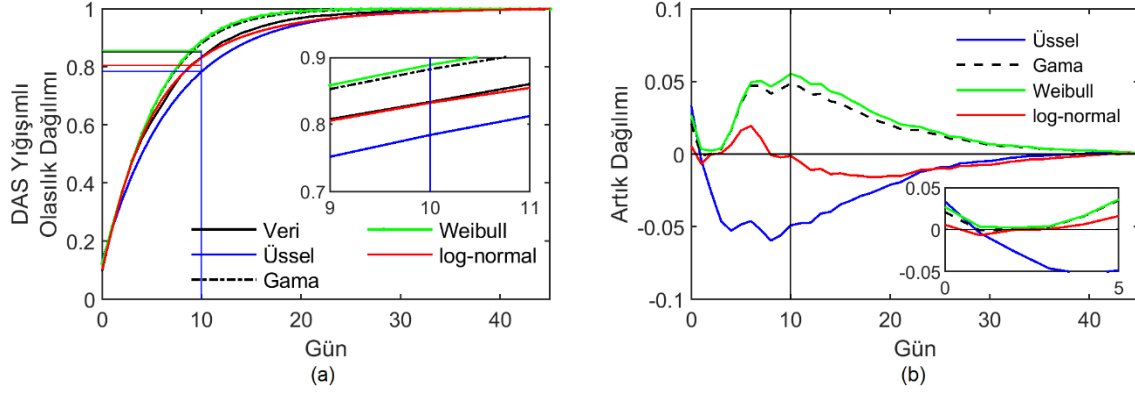 DAS Yığışımlı
Olasılık Dağılımı
1
0.8
0.6
0.4
0.2
0
0.9
0.8
0.7
9
10
11
Veri
Üssel
Gama
Weibull
log-normal
0
10
20
30
40
Gün
(a)
Artık Dağılımı
0.1
0.05
0
-0.05
-0.1
Üssel
Gama
Weibull
log-normal
0.05
0
-0.05
0
5
0
10
20
30
40
Gün
(b)